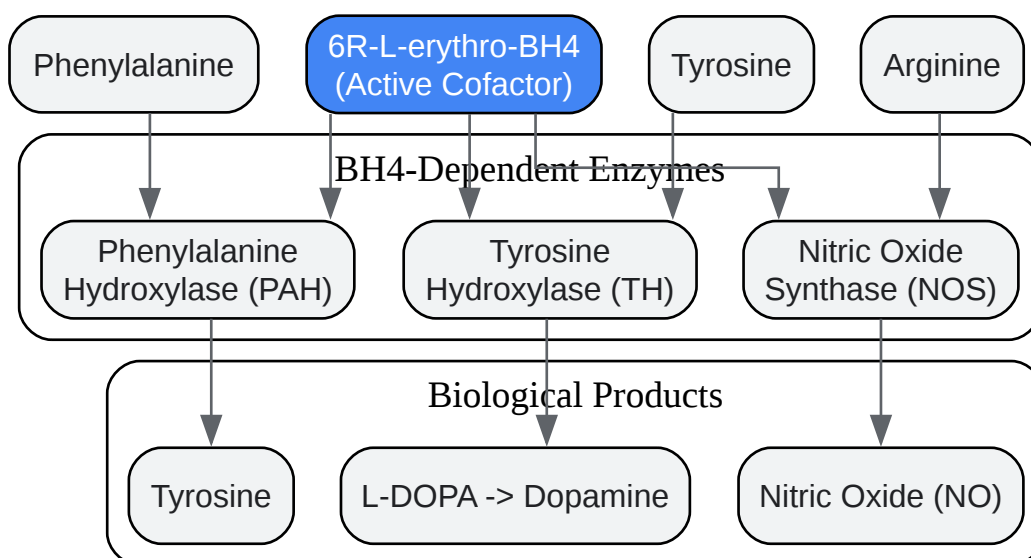 Phenylalanine
6R-L-erythro-BH4
(Active Cofactor)
Tyrosine
Arginine
BH4-Dependent Enzymes
Phenylalanine
Hydroxylase (PAH)
Tyrosine
Hydroxylase (TH)
Nitric Oxide
Synthase (NOS)
Biological Products
Tyrosine
L-DOPA -> Dopamine
Nitric Oxide (NO)